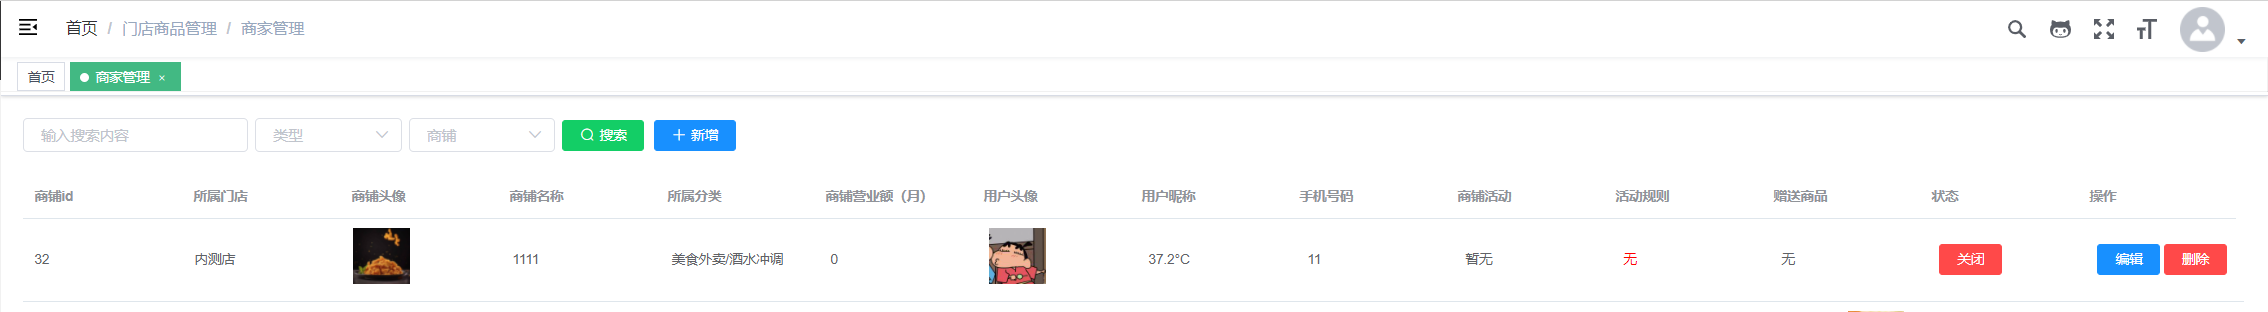 首页 / 门店商品管理 / 商家管理
首页 商家管理 ×
输入搜索内容 类型 商铺 搜索 新增
商铺id 所属门店 商铺头像 商铺名称 所属分类 商铺营业额（月） 用户头像 用户昵称 手机号码 商铺活动 活动规则 赠送商品 状态 操作
32 内测店 1111 美食外卖/酒水冲调 0 37.2°C 11 暂无 无 无 关闭 编辑 删除